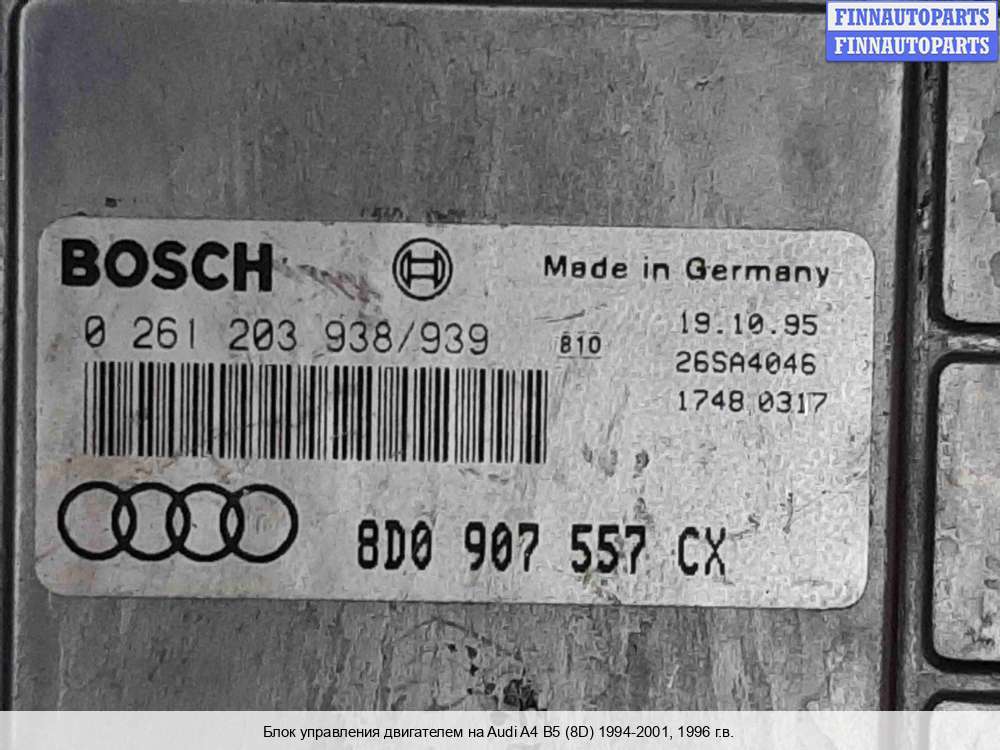 FINNAUTOPARTS
FINNAUTOPARTS
BOSCH
Made in Germany
0 261 203 938/939
B10
19.10.95
26SA4046
1748 0317
8D0 907 557 CX
Блок управления двигателем на Audi A4 B5 (8D) 1994-2001, 1996 г.в.